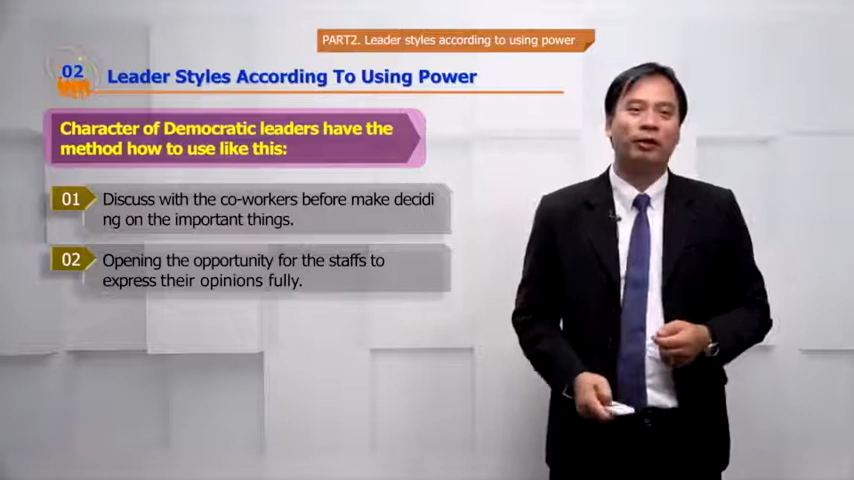 PART2. Leader styles according to using power
02
Leader Styles According To Using Power
Character of Democratic leaders have the
method how to use like this:
01
Discuss with the co-workers before make decidi
ng on the important things.
02
Opening the opportunity for the staffs to
express their opinions fully.